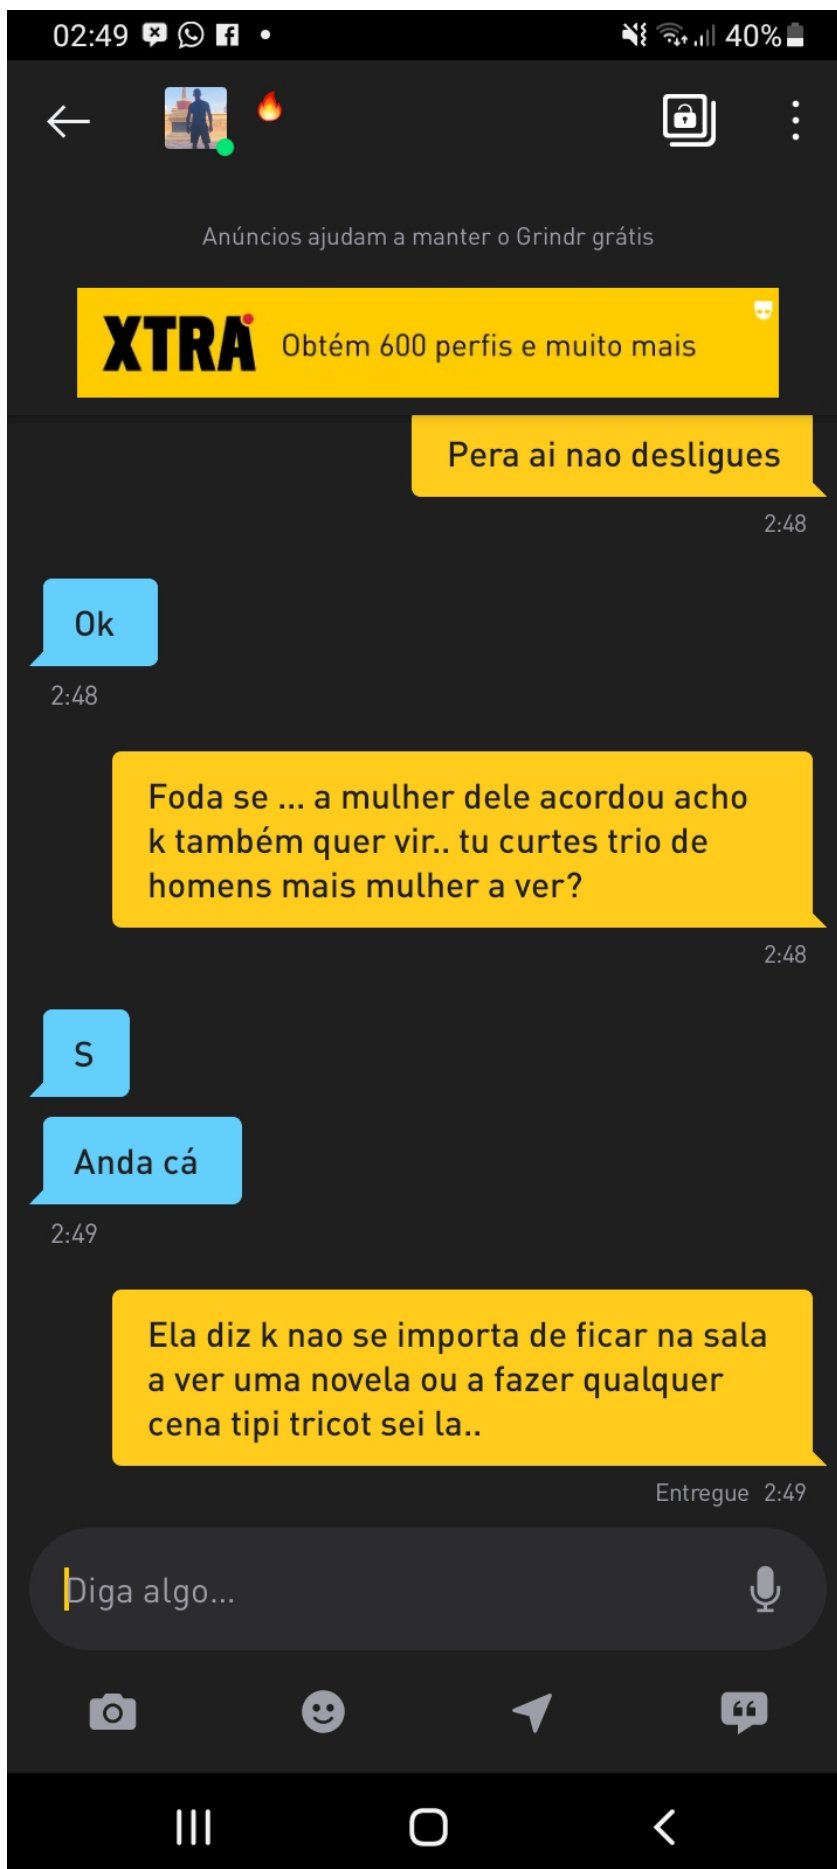 02:49
40%
Anúncios ajudam a manter o Grindr grátis
XTRA Obtém 600 perfis e muito mais
Pera ai nao desligues
2:48
Ok
2:48
Foda se ... a mulher dele acordou acho
k também quer vir.. tu curtes trio de
homens mais mulher a ver?
2:48
S
Anda cá
2:49
Ela diz k nao se importa de ficar na sala
a ver uma novela ou a fazer qualquer
cena tipi tricot sei la..
Entregue 2:49
Diga algo...